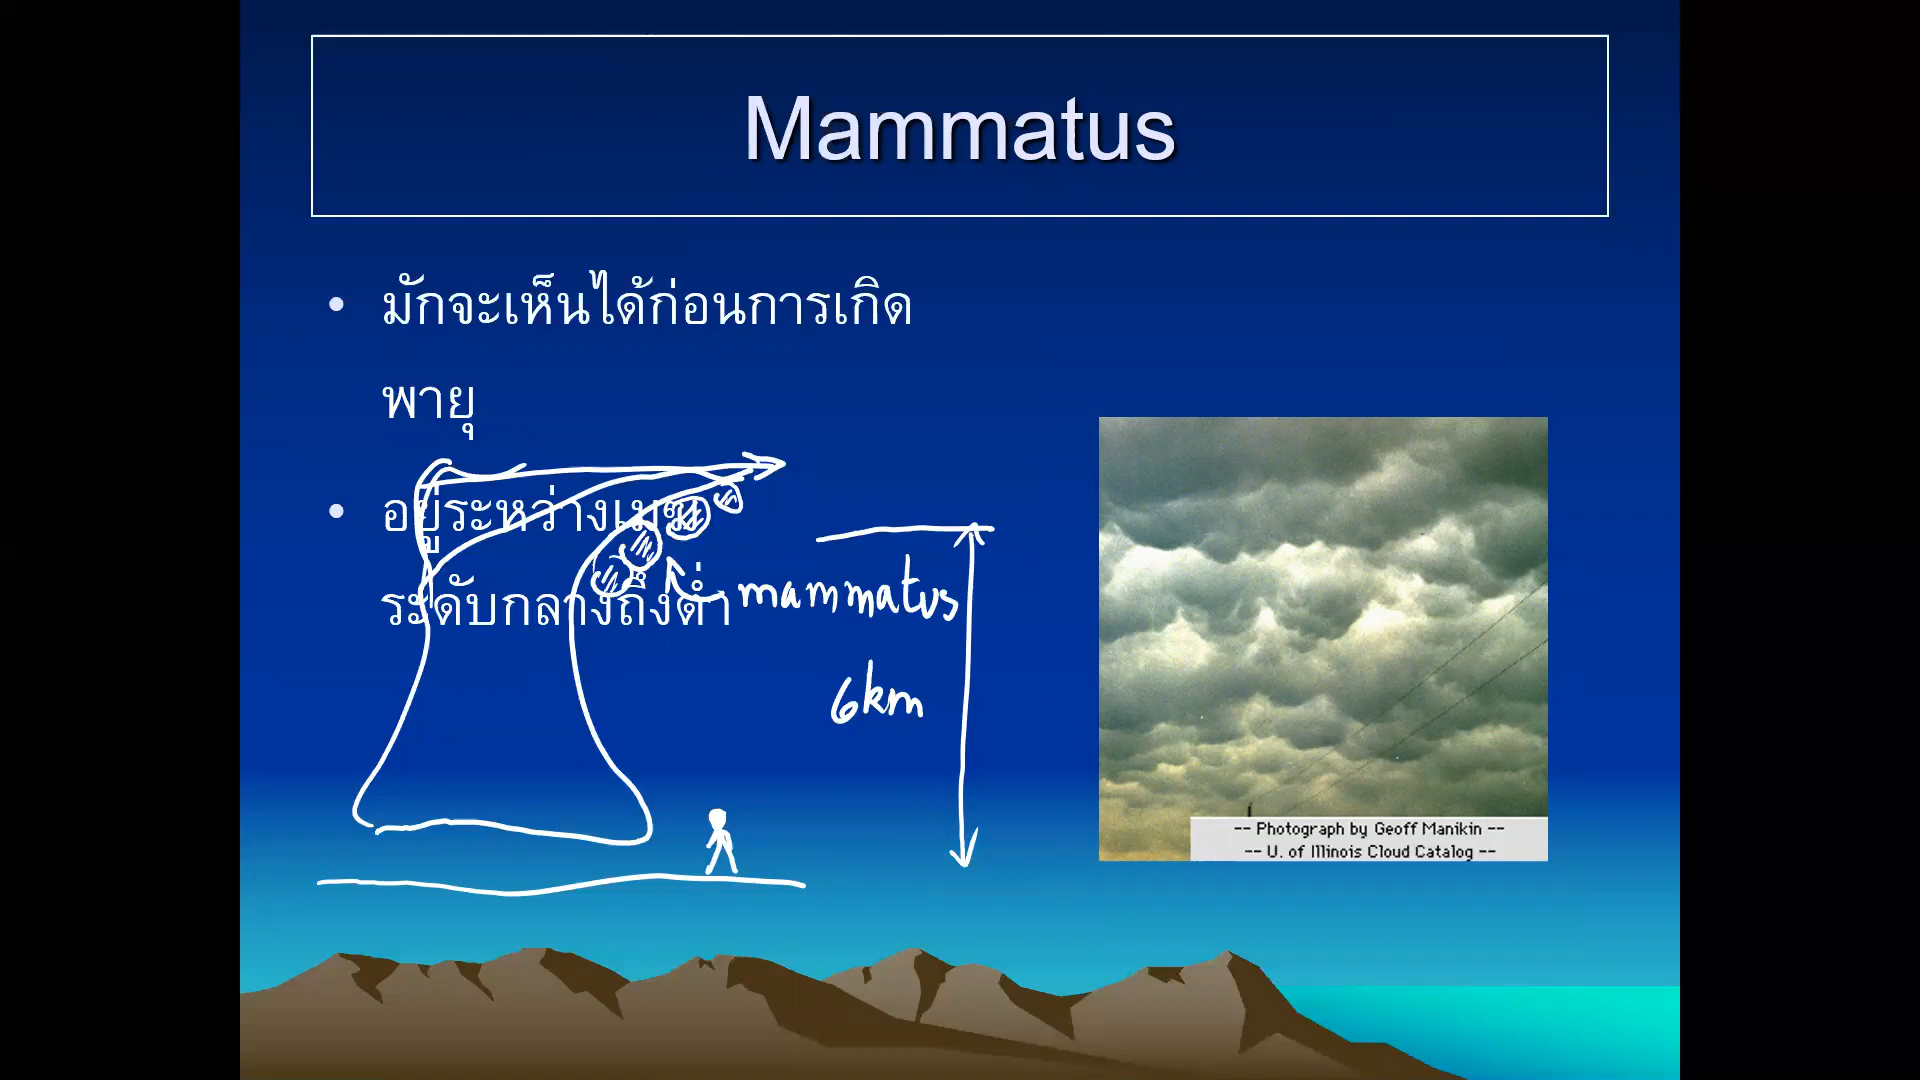 Mammatus
• มักจะเห็นได้ก่อนการเกิด
พายุ
• อยู่ระหว่างเมฆ
ระดับกลางถึงต่ำ
mammatus
6km
-- Photograph by Geoff Manikin --
-- U. of Illinois Cloud Catalog --